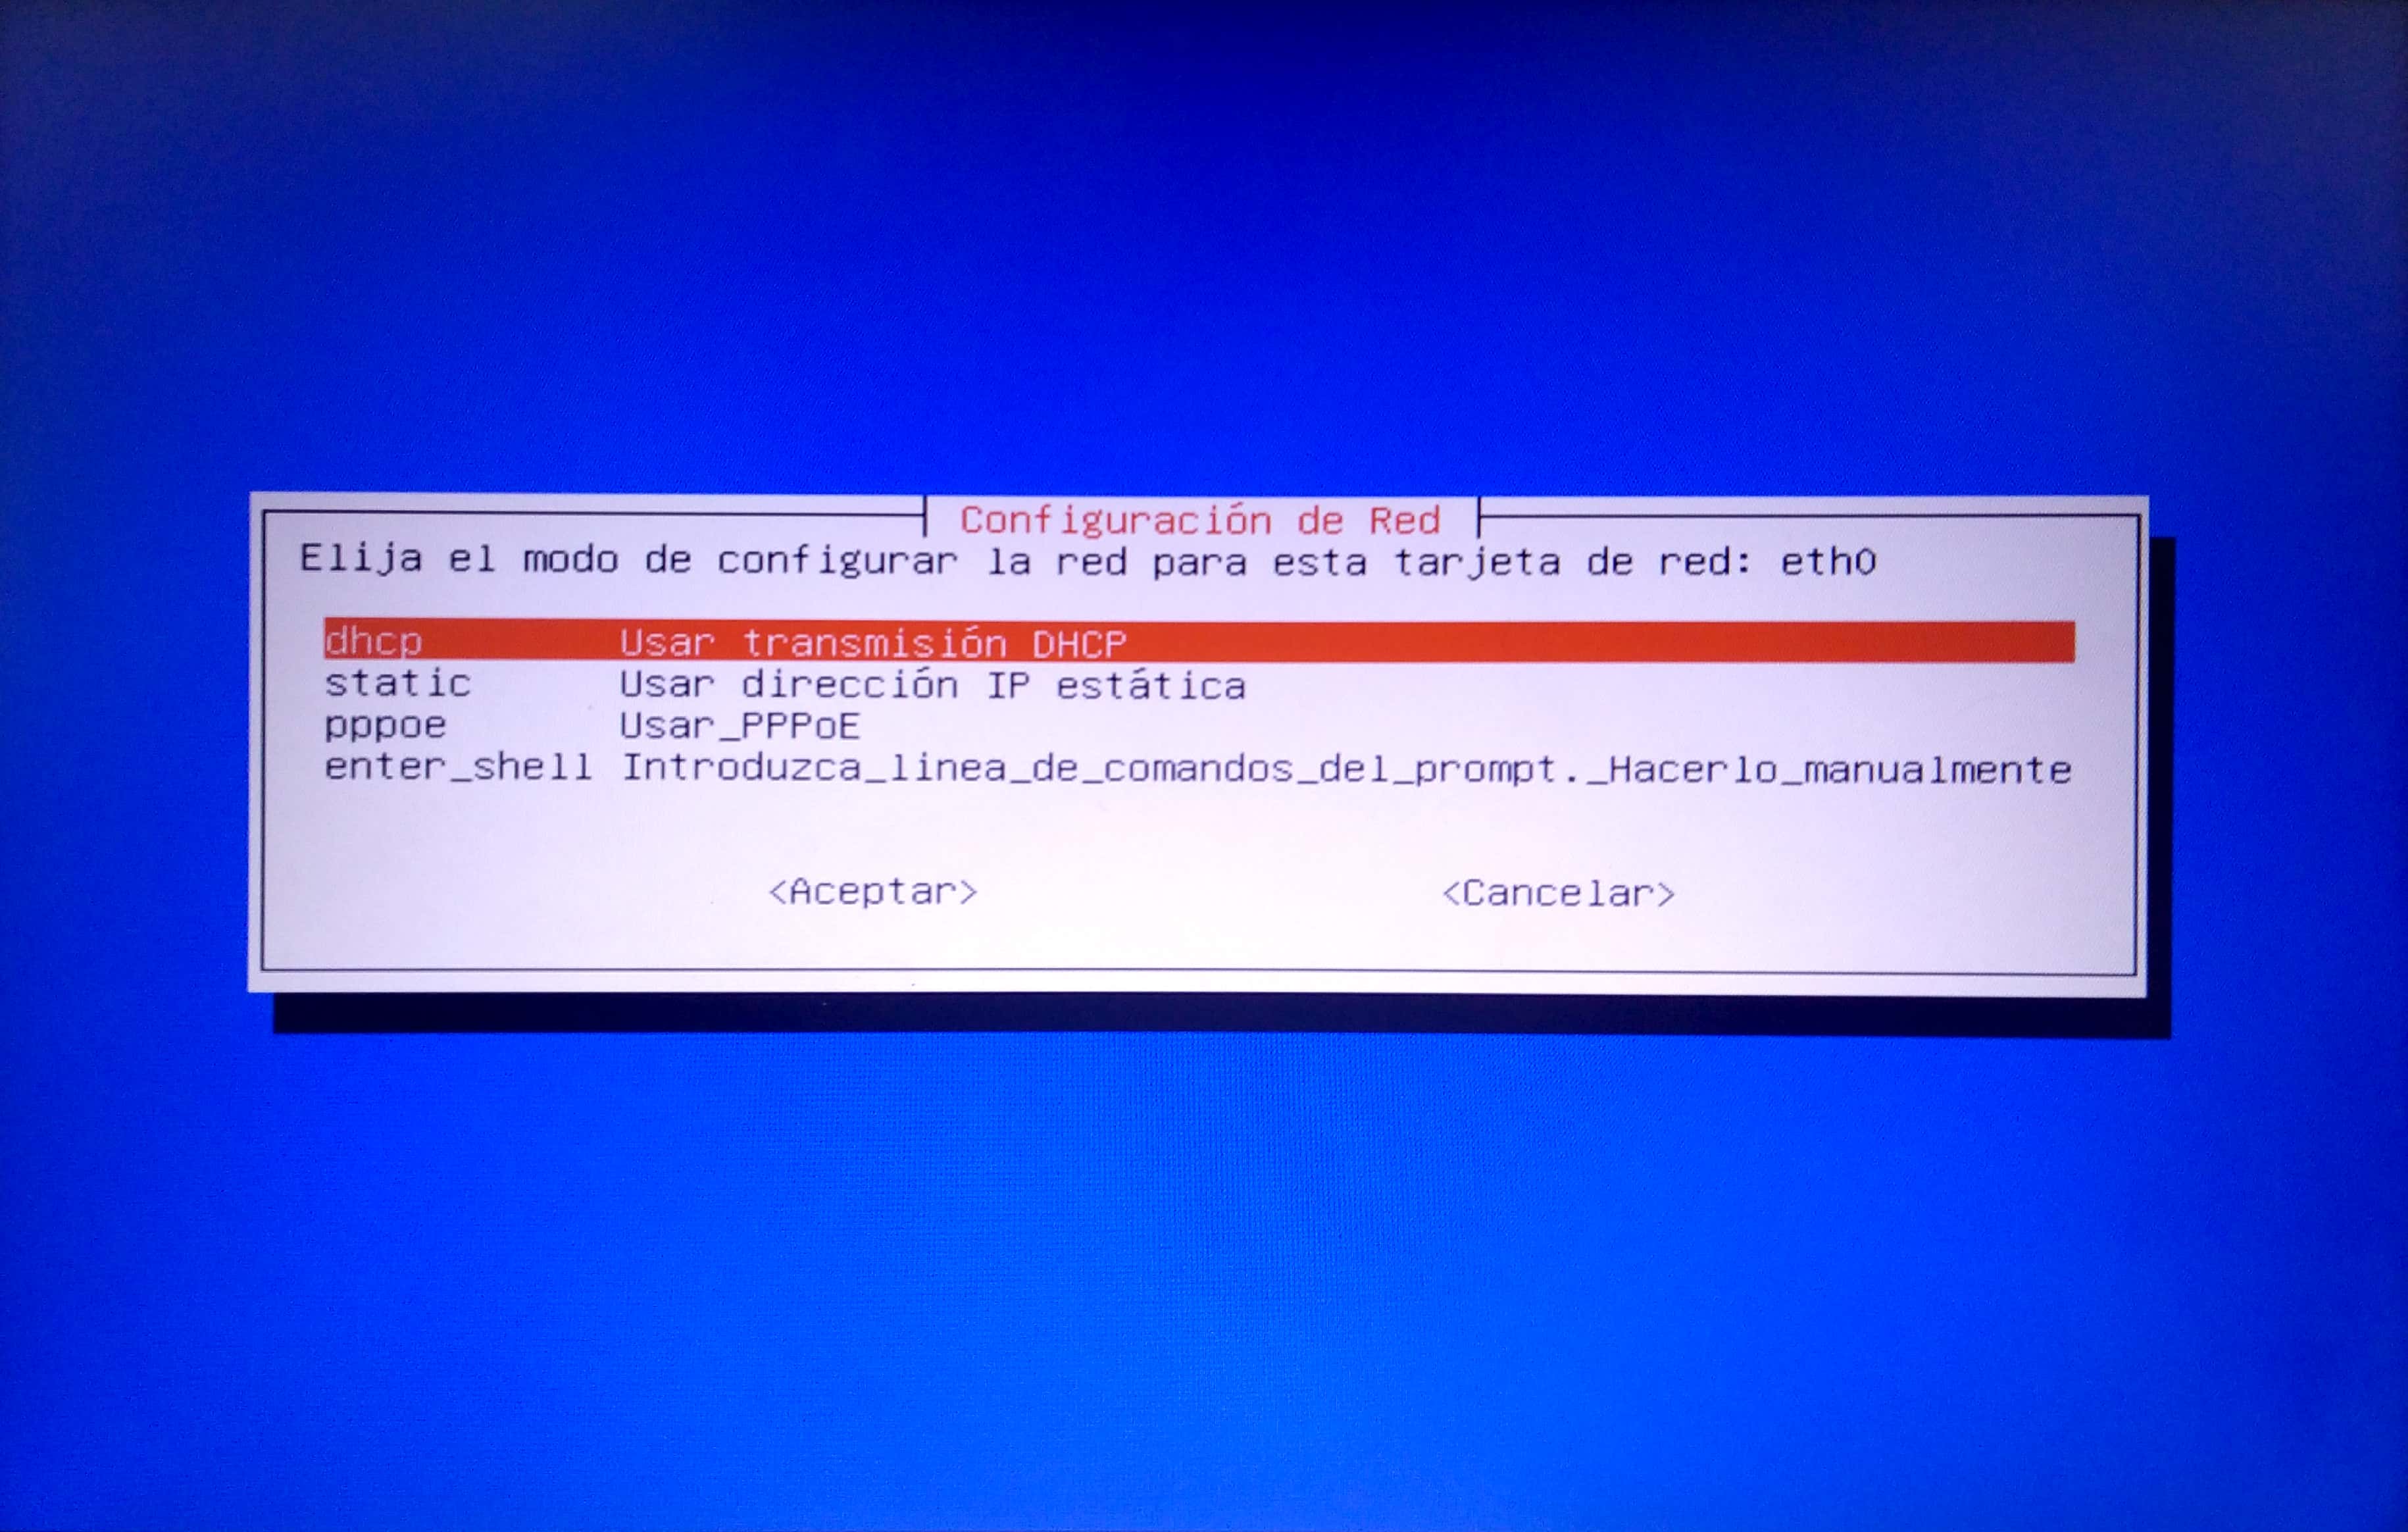 Configuración de Red
Elija el modo de configurar la red para esta tarjeta de red: eth0
dhcp Usar transmisión DHCP
static Usar dirección IP estática
pppoe Usar_PPPoE
enter_shell Introduzca_linea_de_comandos_del_prompt._Hacerlo_manualmente
<Aceptar> <Cancelar>